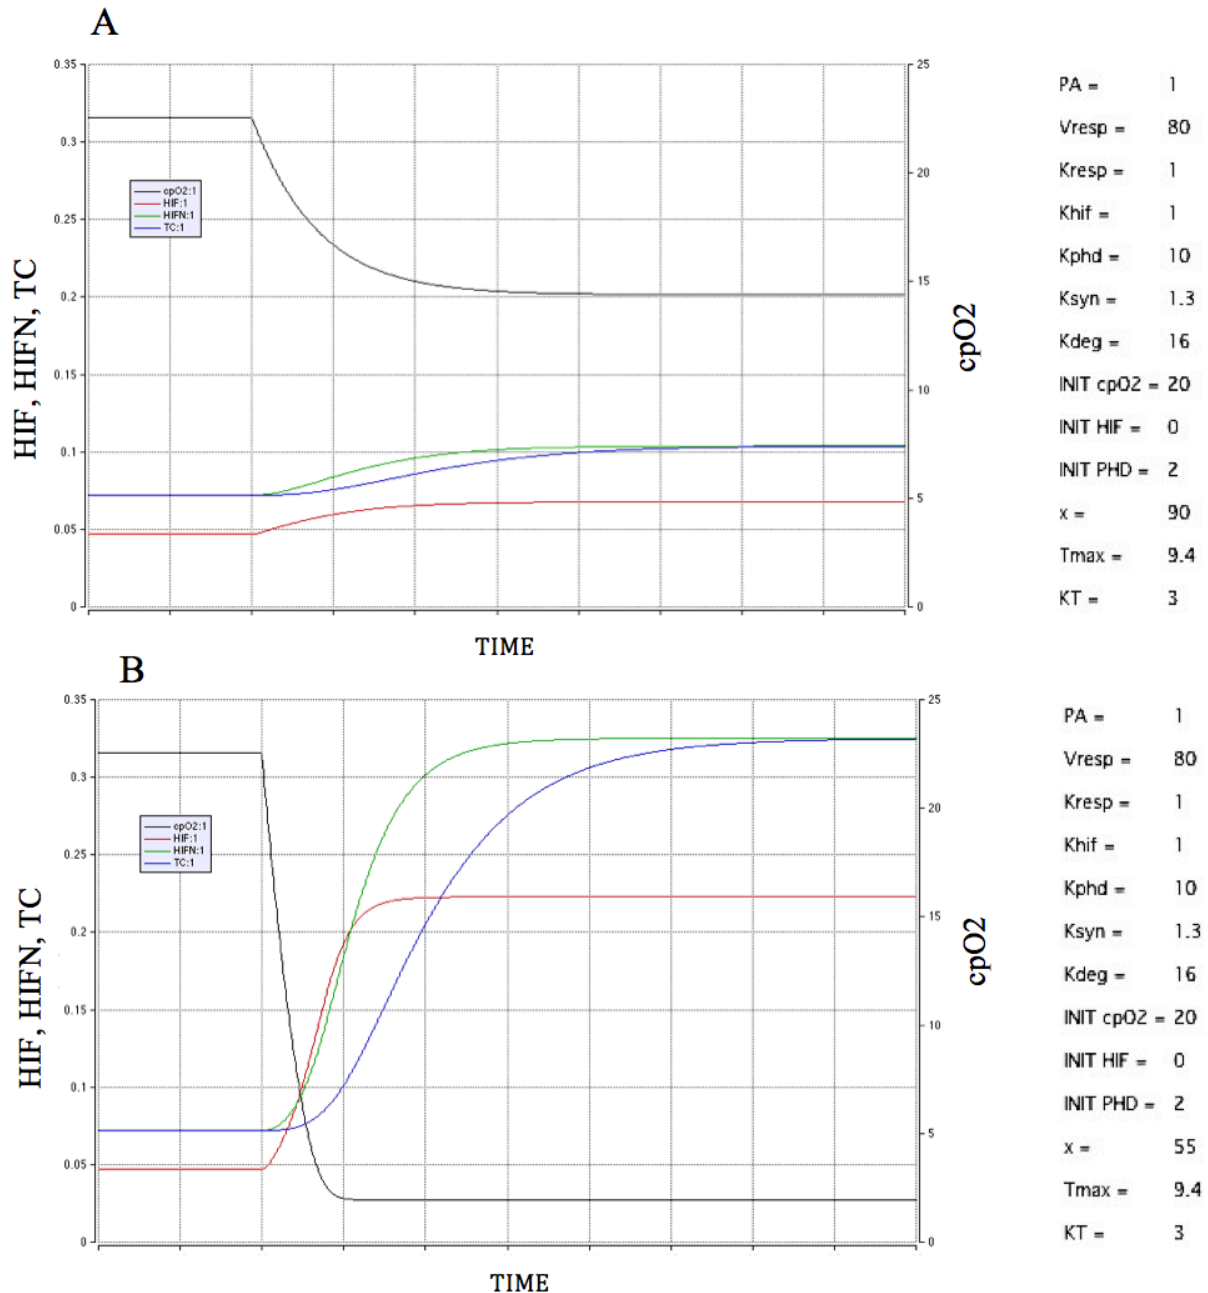 A
0.35
0.3
0.25
0.2
0.15
0.1
0.05
0
HIF, HIFN, TC
cpO2:1
HIF:1
HIFN:1
TC:1
25
20
15
10
5
0
cpO2
TIME
PA = 1
Vresp = 80
Kresp = 1
Khif = 1
Kphd = 10
Ksyn = 1.3
Kdeg = 16
INIT cpO2 = 20
INIT HIF = 0
INIT PHD = 2
x = 90
Tmax = 9.4
KT = 3
B
0.35
0.3
0.25
0.2
0.15
0.1
0.05
0
HIF, HIFN, TC
cpO2:1
HIF:1
HIFN:1
TC:1
25
20
15
10
5
0
cpO2
TIME
PA = 1
Vresp = 80
Kresp = 1
Khif = 1
Kphd = 10
Ksyn = 1.3
Kdeg = 16
INIT cpO2 = 20
INIT HIF = 0
INIT PHD = 2
x = 55
Tmax = 9.4
KT = 3